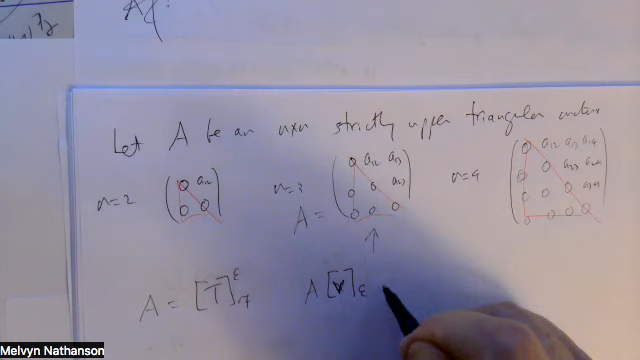 Let A be an nxn strictly upper triangular matrix
n=2 ( 0 a12
0 0 )
n=3 A = ( 0 a12 a13
0 0 a23
0 0 0 )
n=4 ( 0 a12 a13 a14
0 0 a23 a24
0 0 0 a34
0 0 0 0 )
A = [T] A [v]
Melvyn Nathanson